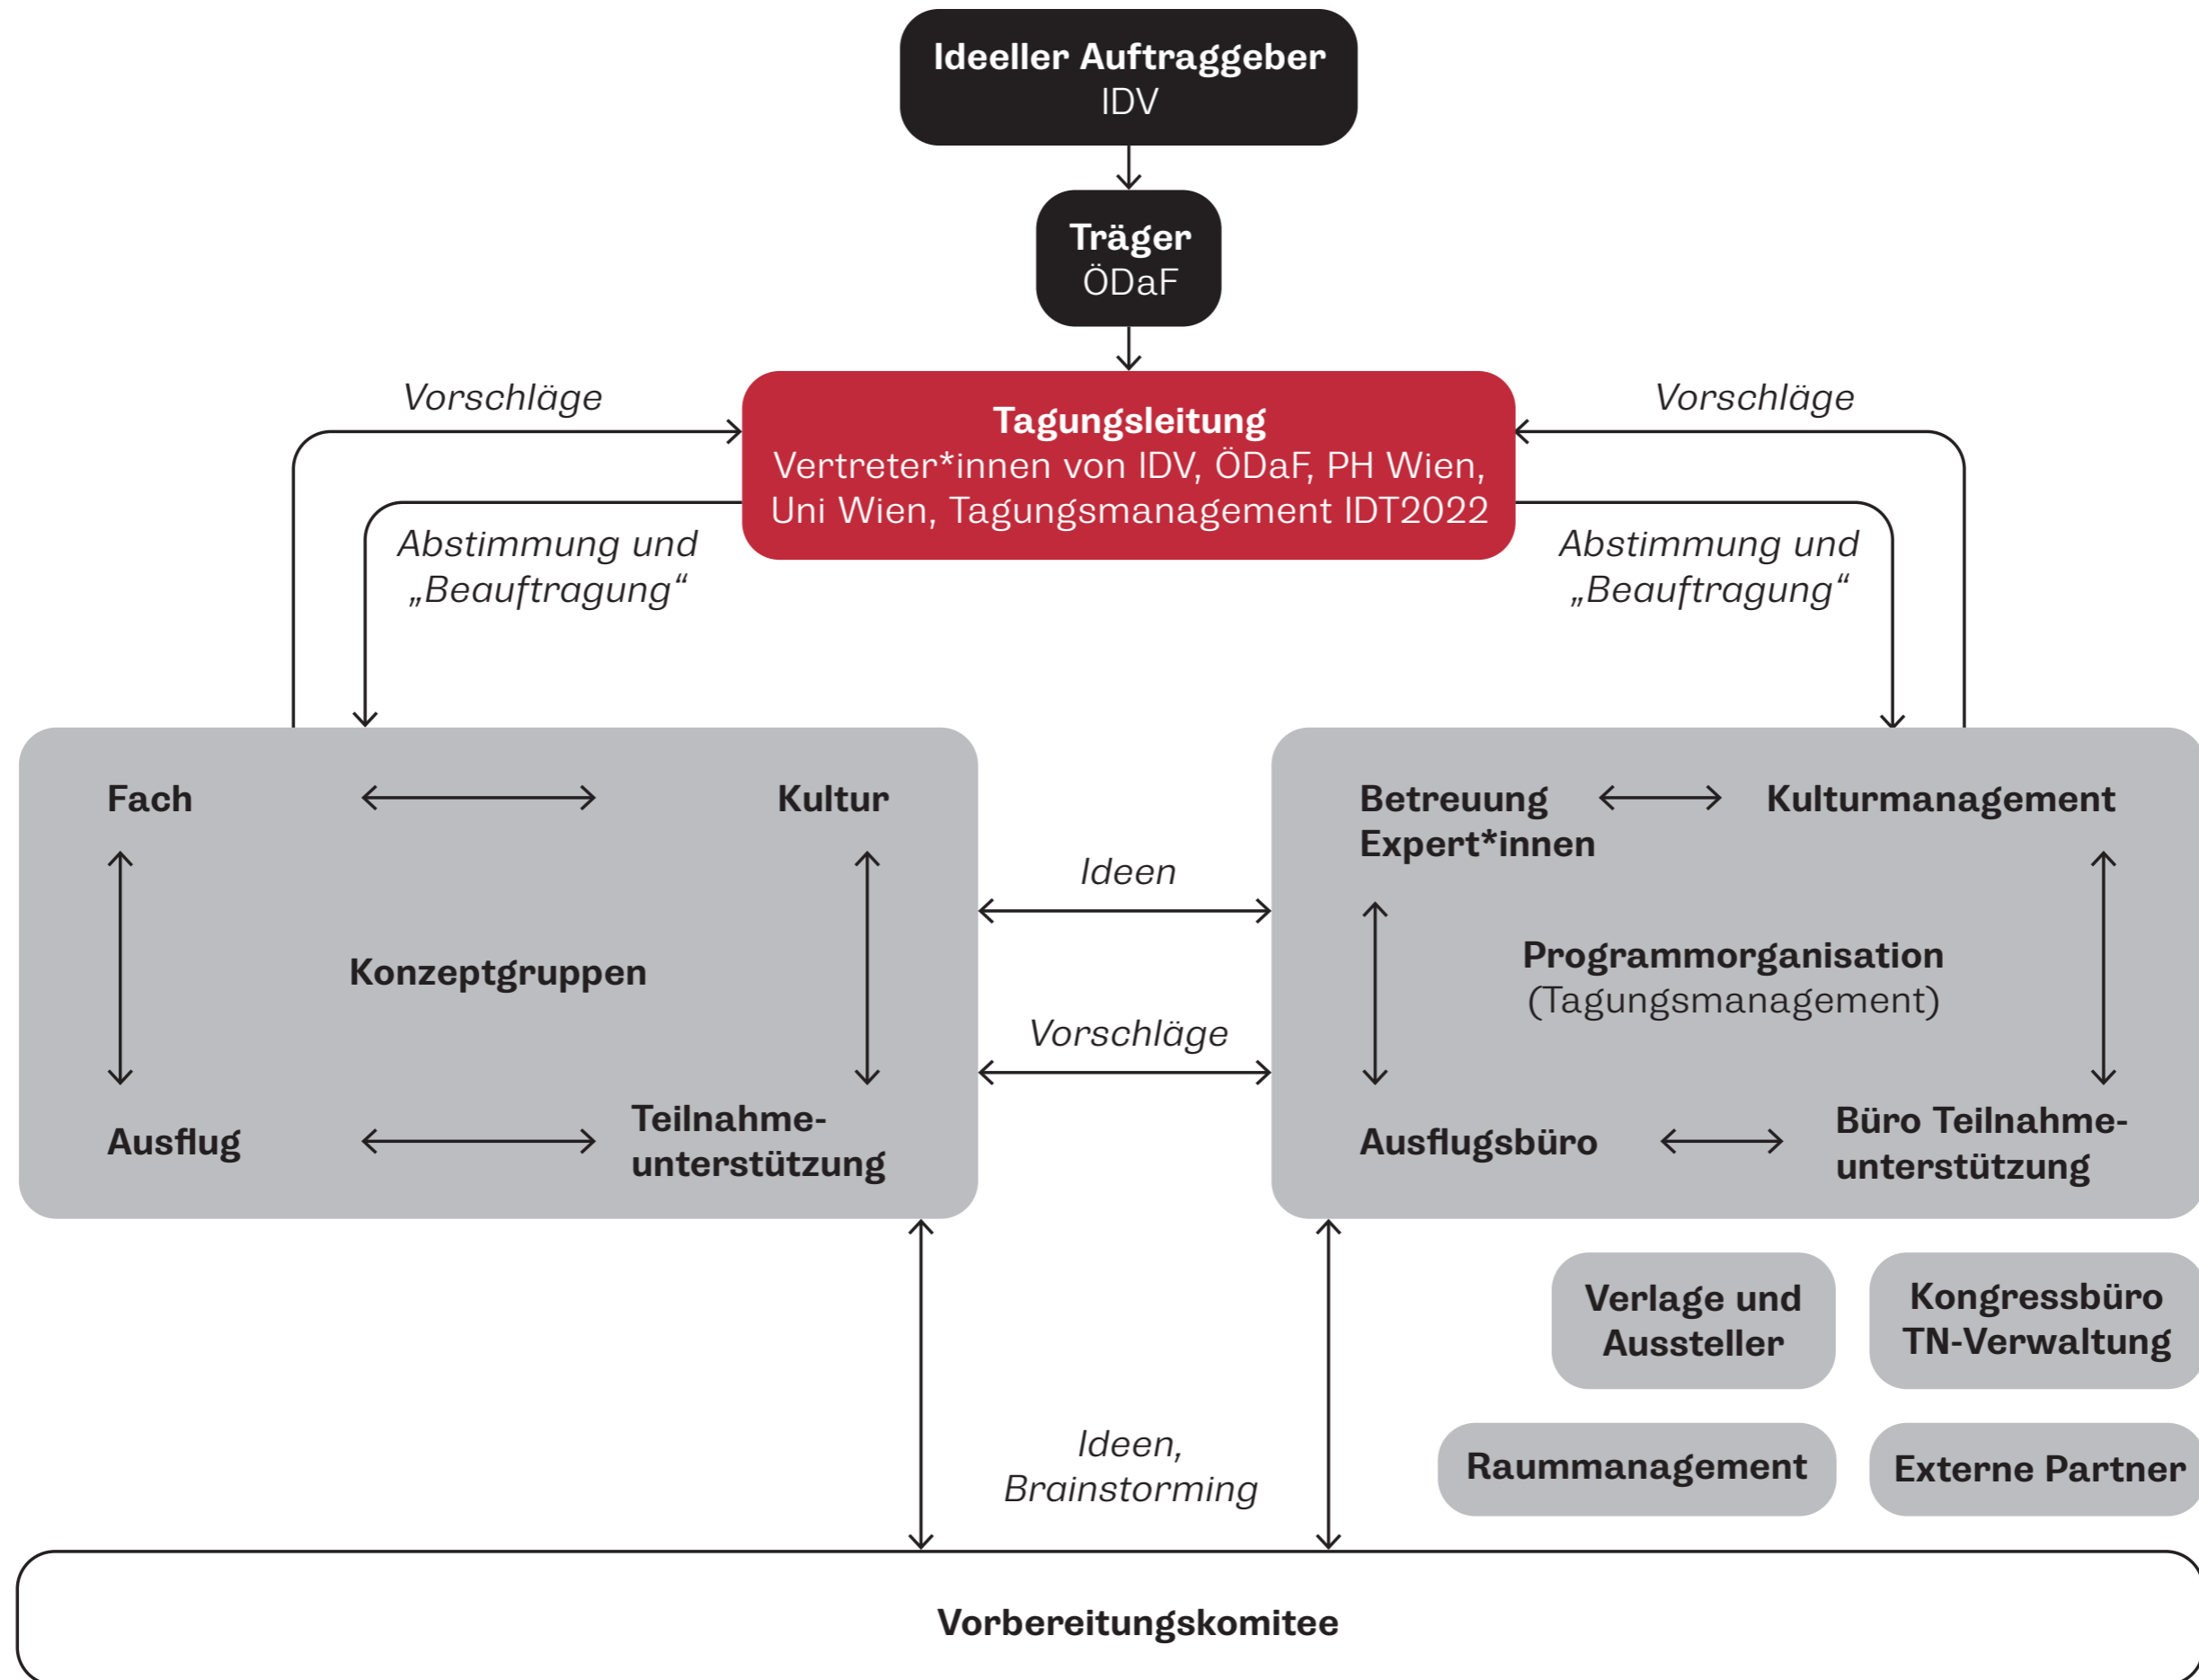 Ideeller Auftraggeber
IDV
Träger
ÖDaF
Vorschläge
Tagungsleitung
Vertreter*innen von IDV, ÖDaF, PH Wien,
Uni Wien, Tagungsmanagement IDT2022
Vorschläge
Abstimmung und
„Beauftragung“
Abstimmung und
„Beauftragung“
Fach
Kultur
Konzeptgruppen
Ausflug
Teilnahme-
unterstützung
Ideen
Vorschläge
Betreuung
Expert*innen
Kulturmanagement
Programmorganisation
(Tagungsmanagement)
Ausflugsbüro
Büro Teilnahme-
unterstützung
Verlage und
Aussteller
Kongressbüro
TN-Verwaltung
Raummanagement
Externe Partner
Ideen,
Brainstorming
Vorbereitungskomitee